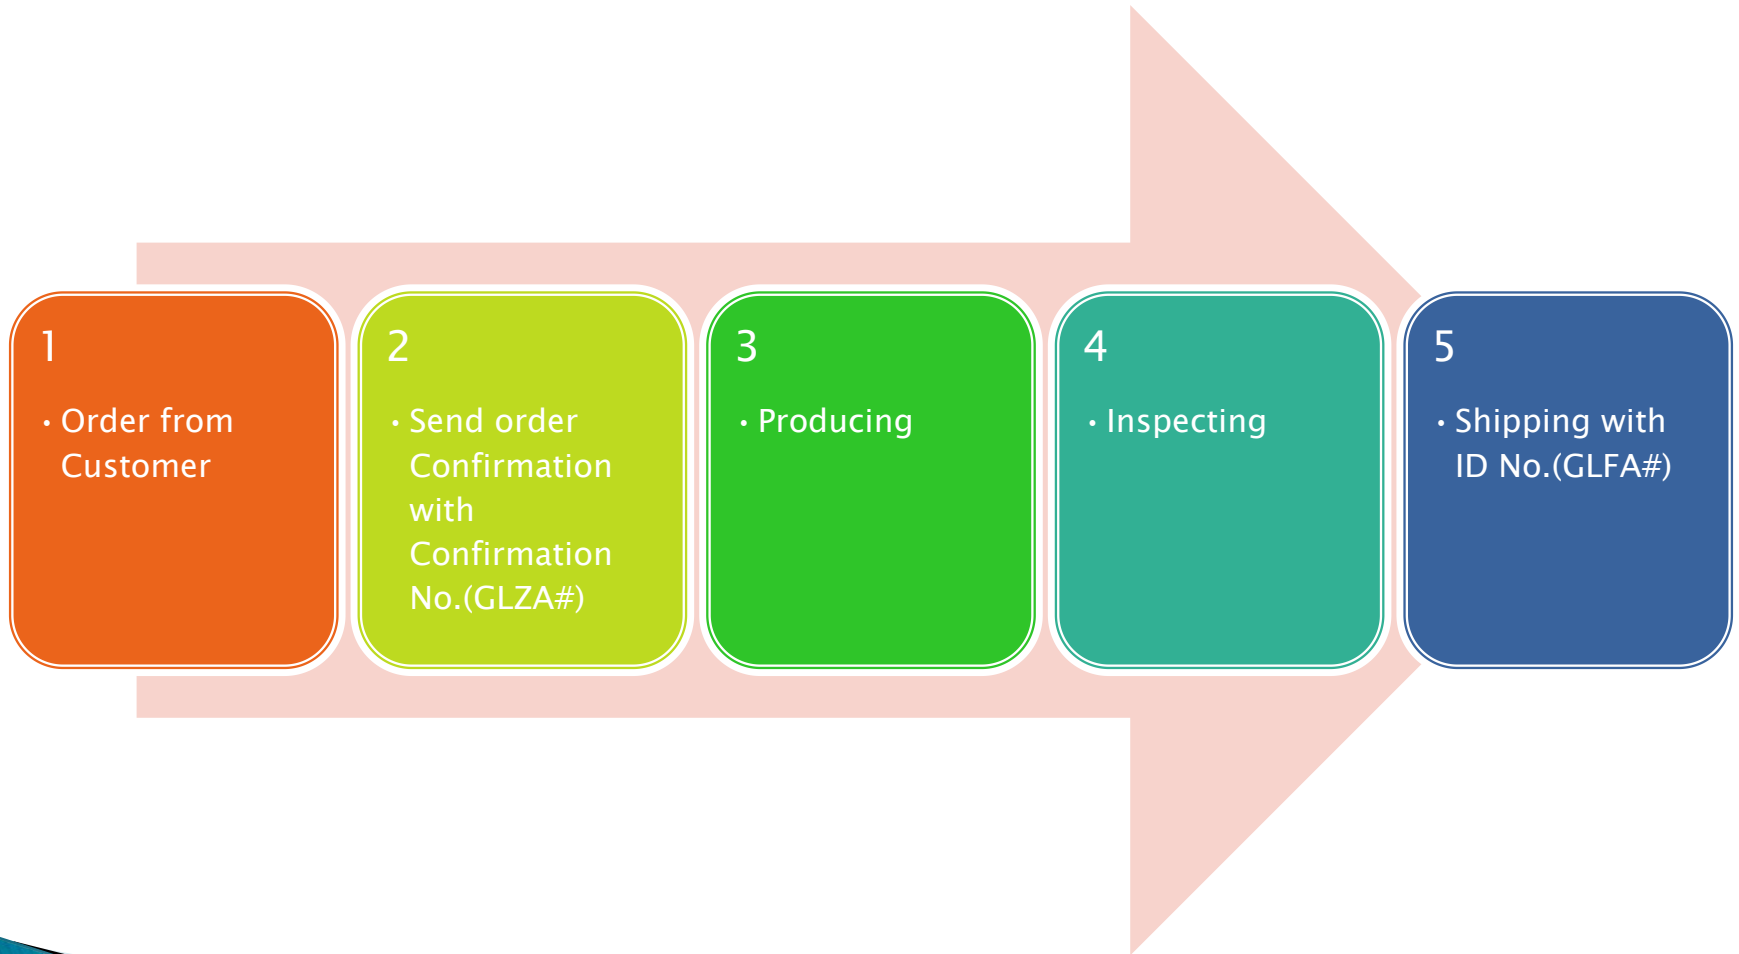 1
· Order from
Customer
2
· Send order
Confirmation
with
Confirmation
No.(GLZA#)
3
· Producing
4
· Inspecting
5
· Shipping with
ID No.(GLFA#)